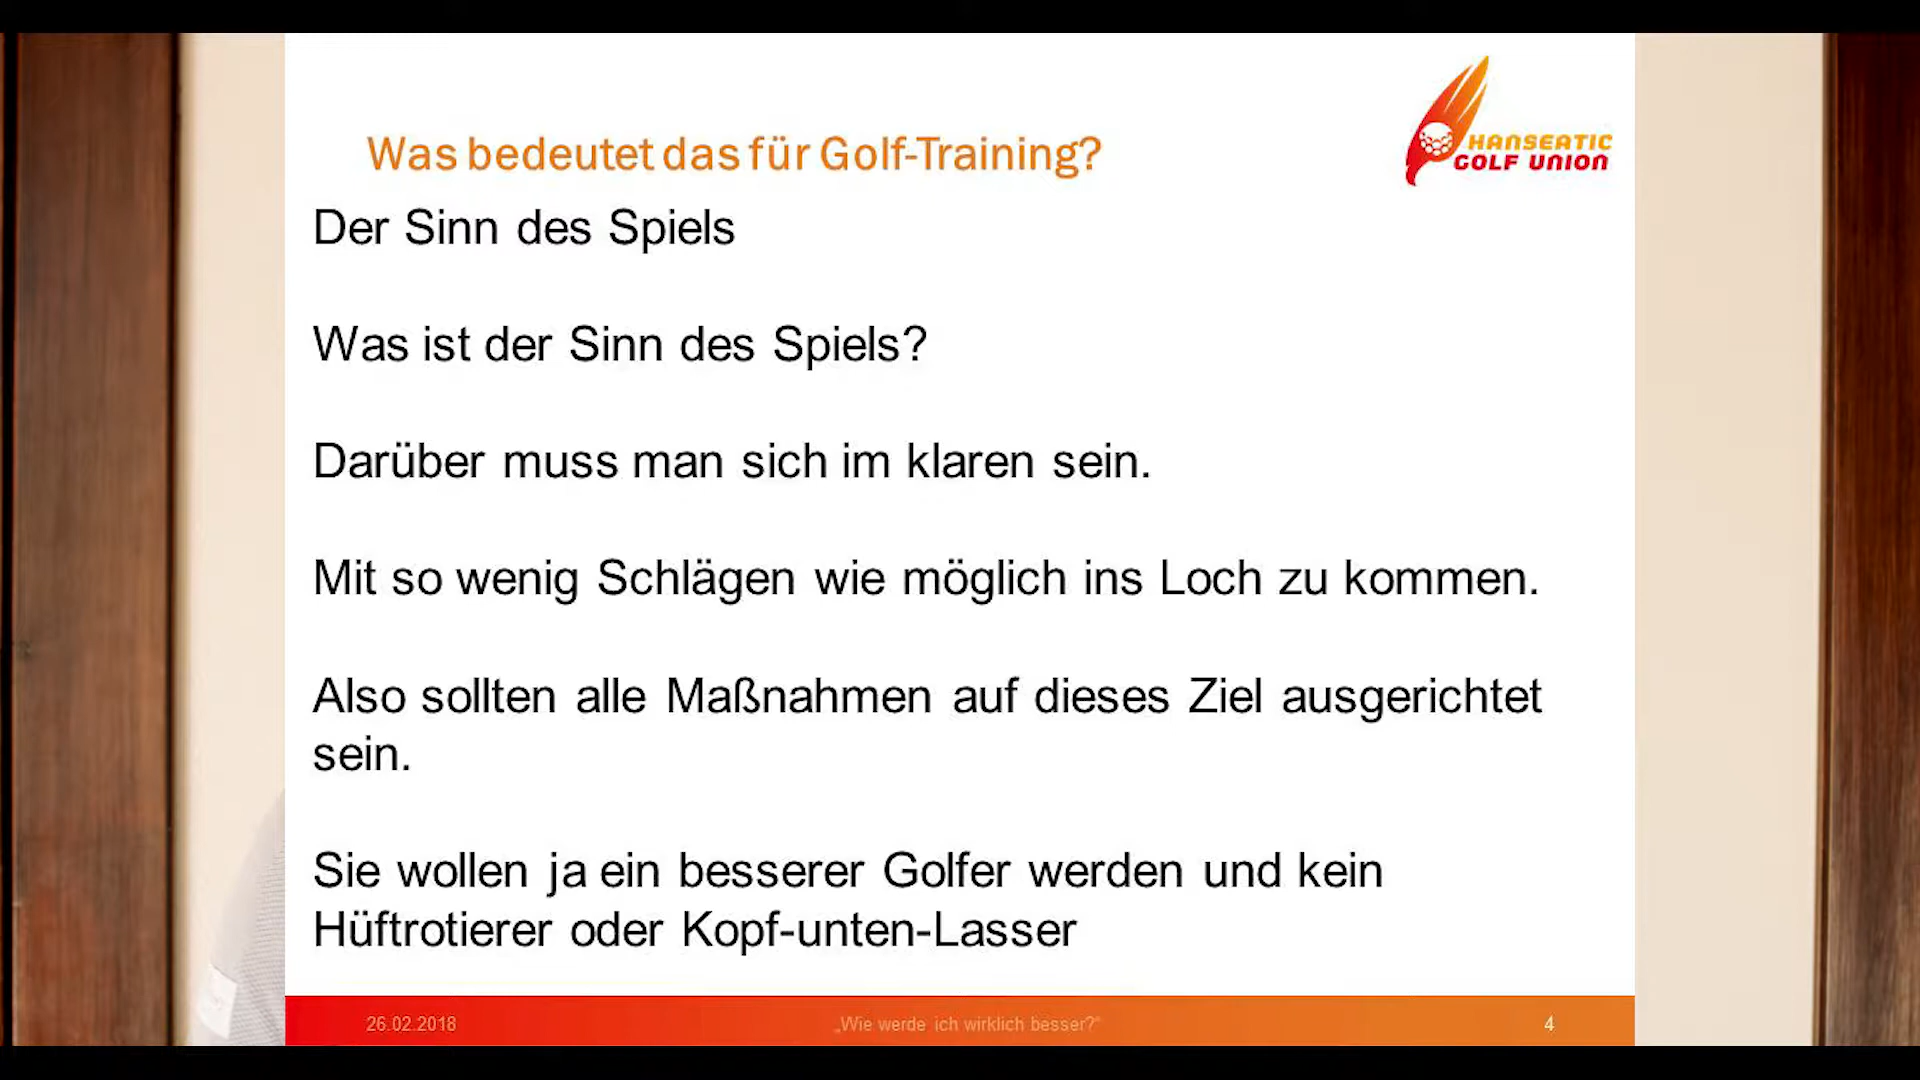 Was bedeutet das für Golf-Training?
HANSEATIC
GOLF UNION
Der Sinn des Spiels
Was ist der Sinn des Spiels?
Darüber muss man sich im klaren sein.
Mit so wenig Schlägen wie möglich ins Loch zu kommen.
Also sollten alle Maßnahmen auf dieses Ziel ausgerichtet
sein.
Sie wollen ja ein besserer Golfer werden und kein
Hüftrotierer oder Kopf-unten-Lasser
26.02.2018
„Wie werde ich wirklich besser?“
4